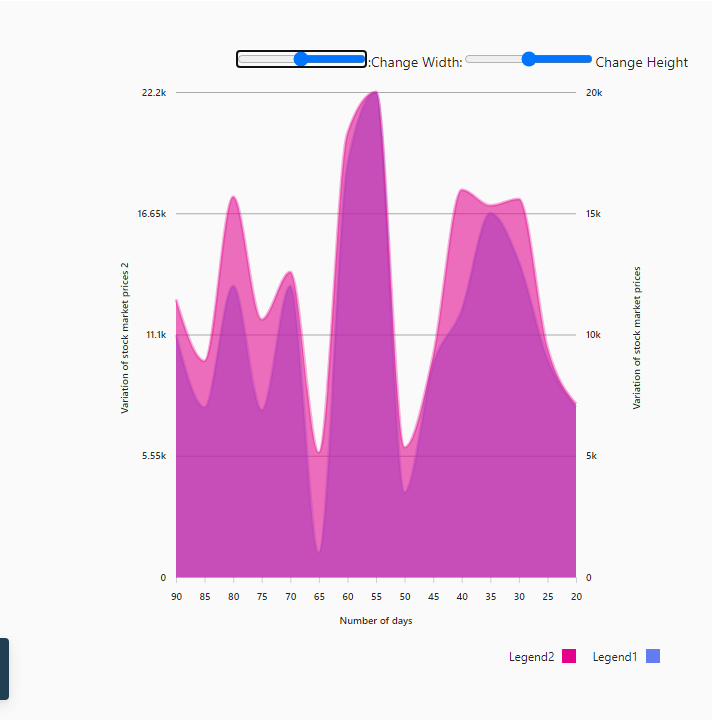 :Change Width:
Change Height
22.2k
20k
16.65k
15k
11.1k
10k
5.55k
5k
0
0
Variation of stock market prices 2
Variation of stock market prices
90 85 80 75 70 65 60 55 50 45 40 35 30 25 20
Number of days
Legend2
Legend1